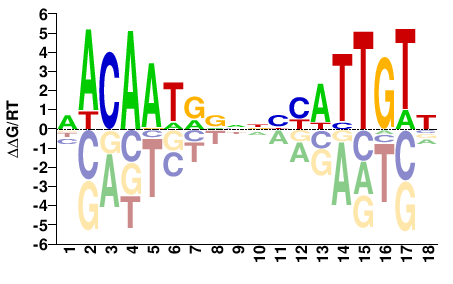 6
5
4
3
2
1
0
-1
-2
-3
-4
-5
-6
ΔΔG/RT
A C A A T G G C C A T T G T T
A T A A C T T C A
C G C C G C T G C G C A C
G A G T C T A G A A T G
T G
1 2 3 4 5 6 7 8 9 10 11 12 13 14 15 16 17 18